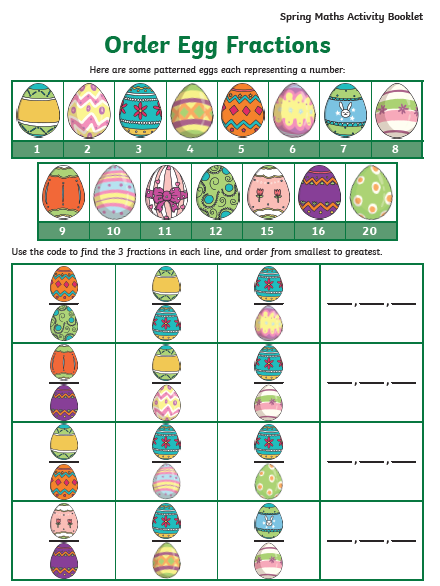 Spring Maths Activity Booklet
Order Egg Fractions
Here are some patterned eggs each representing a number:
1 2 3 4 5 6 7 8
9 10 11 12 15 16 20
Use the code to find the 3 fractions in each line, and order from smallest to greatest.
___, ___, ___
___, ___, ___
___, ___, ___
___, ___, ___